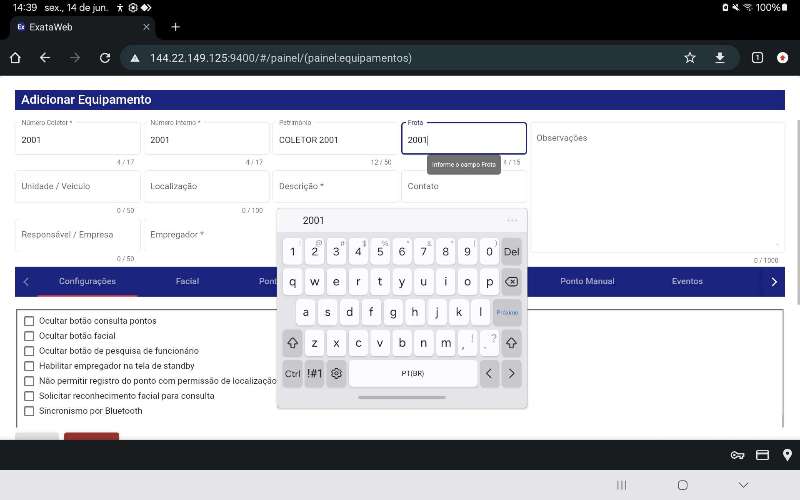 14:39 sex., 14 de jun. 100%
Ex ExataWeb
144.22.149.125:9400/#/painel/(painel:equipamentos) 1
Adicionar Equipamento
Número Coletor * Número Interno * Patrimônio Frota
2001 2001 COLETOR 2001 2001 Observações
4 / 17 4 / 17 12 / 50 4 / 15
Informe o campo Frota
Unidade / Veículo Localização Descrição * Contato
0 / 50 0 / 100
Responsável / Empresa Empregador *
0 / 50 0 / 1000
2001 ...
1 2 3 4 5 6 7 8 9 0 Del
q w e r t y u i o p
a s d f g h j k l Próximo
z x c v b n m , ! . ?
Ctrl !#1 PT(BR) < >
Configurações Facial Pont Ponto Manual Eventos
Ocultar botão consulta pontos
Ocultar botão facial
Ocultar botão de pesquisa de funcionário
Habilitar empregador na tela de standby
Não permitir registro do ponto com permissão de localização
Solicitar reconhecimento facial para consulta
Sincronismo por Bluetooth